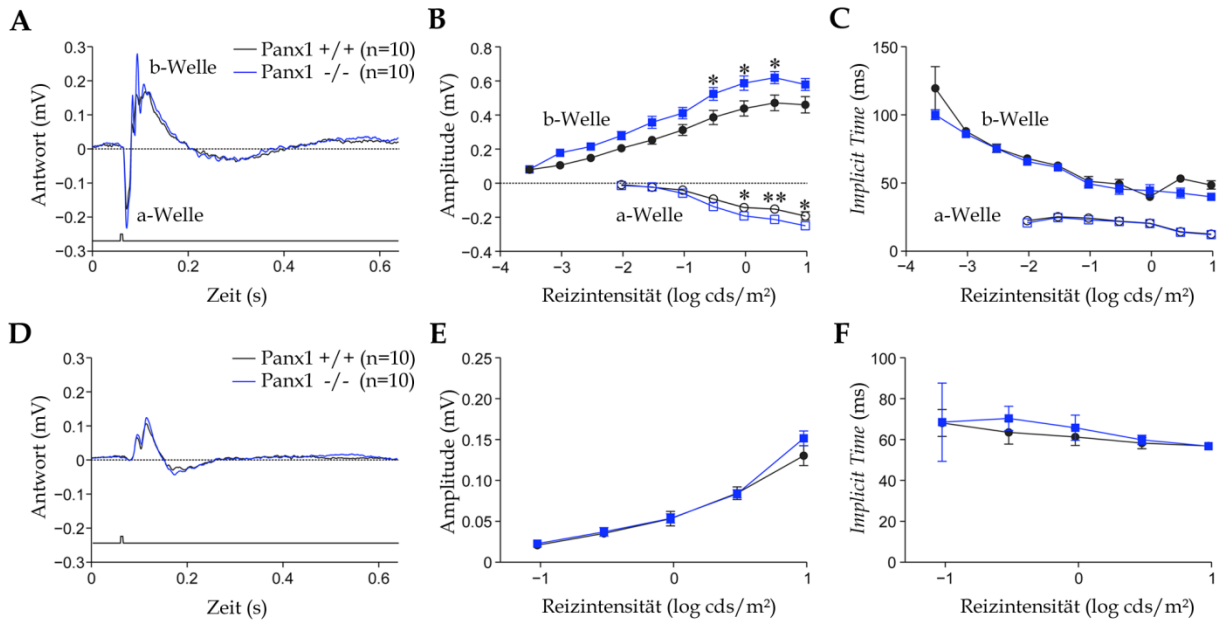 A
Panx1 +/+ (n=10)
Panx1 -/- (n=10)
b-Welle
a-Welle
Antwort (mV)
0.3
0.2
0.1
0
−0.1
−0.2
−0.3
0
0.2
0.4
0.6
Zeit (s)
B
b-Welle
a-Welle
* * *
* ** *
Amplitude (mV)
0.8
0.6
0.4
0.2
0
−0.2
−0.4
−4 −3 −2 −1 0 1
Reizintensität (log cds/m²)
C
b-Welle
a-Welle
Implicit Time (ms)
150
100
50
0
−4 −3 −2 −1 0 1
Reizintensität (log cds/m²)
D
Panx1 +/+ (n=10)
Panx1 -/- (n=10)
Antwort (mV)
0.3
0.2
0.1
0
−0.1
−0.2
−0.3
0
0.2
0.4
0.6
Zeit (s)
E
Amplitude (mV)
0.25
0.20
0.15
0.10
0.05
0
−1 0 1
Reizintensität (log cds/m²)
F
Implicit Time (ms)
100
80
60
40
20
0
−1 0 1
Reizintensität (log cds/m²)